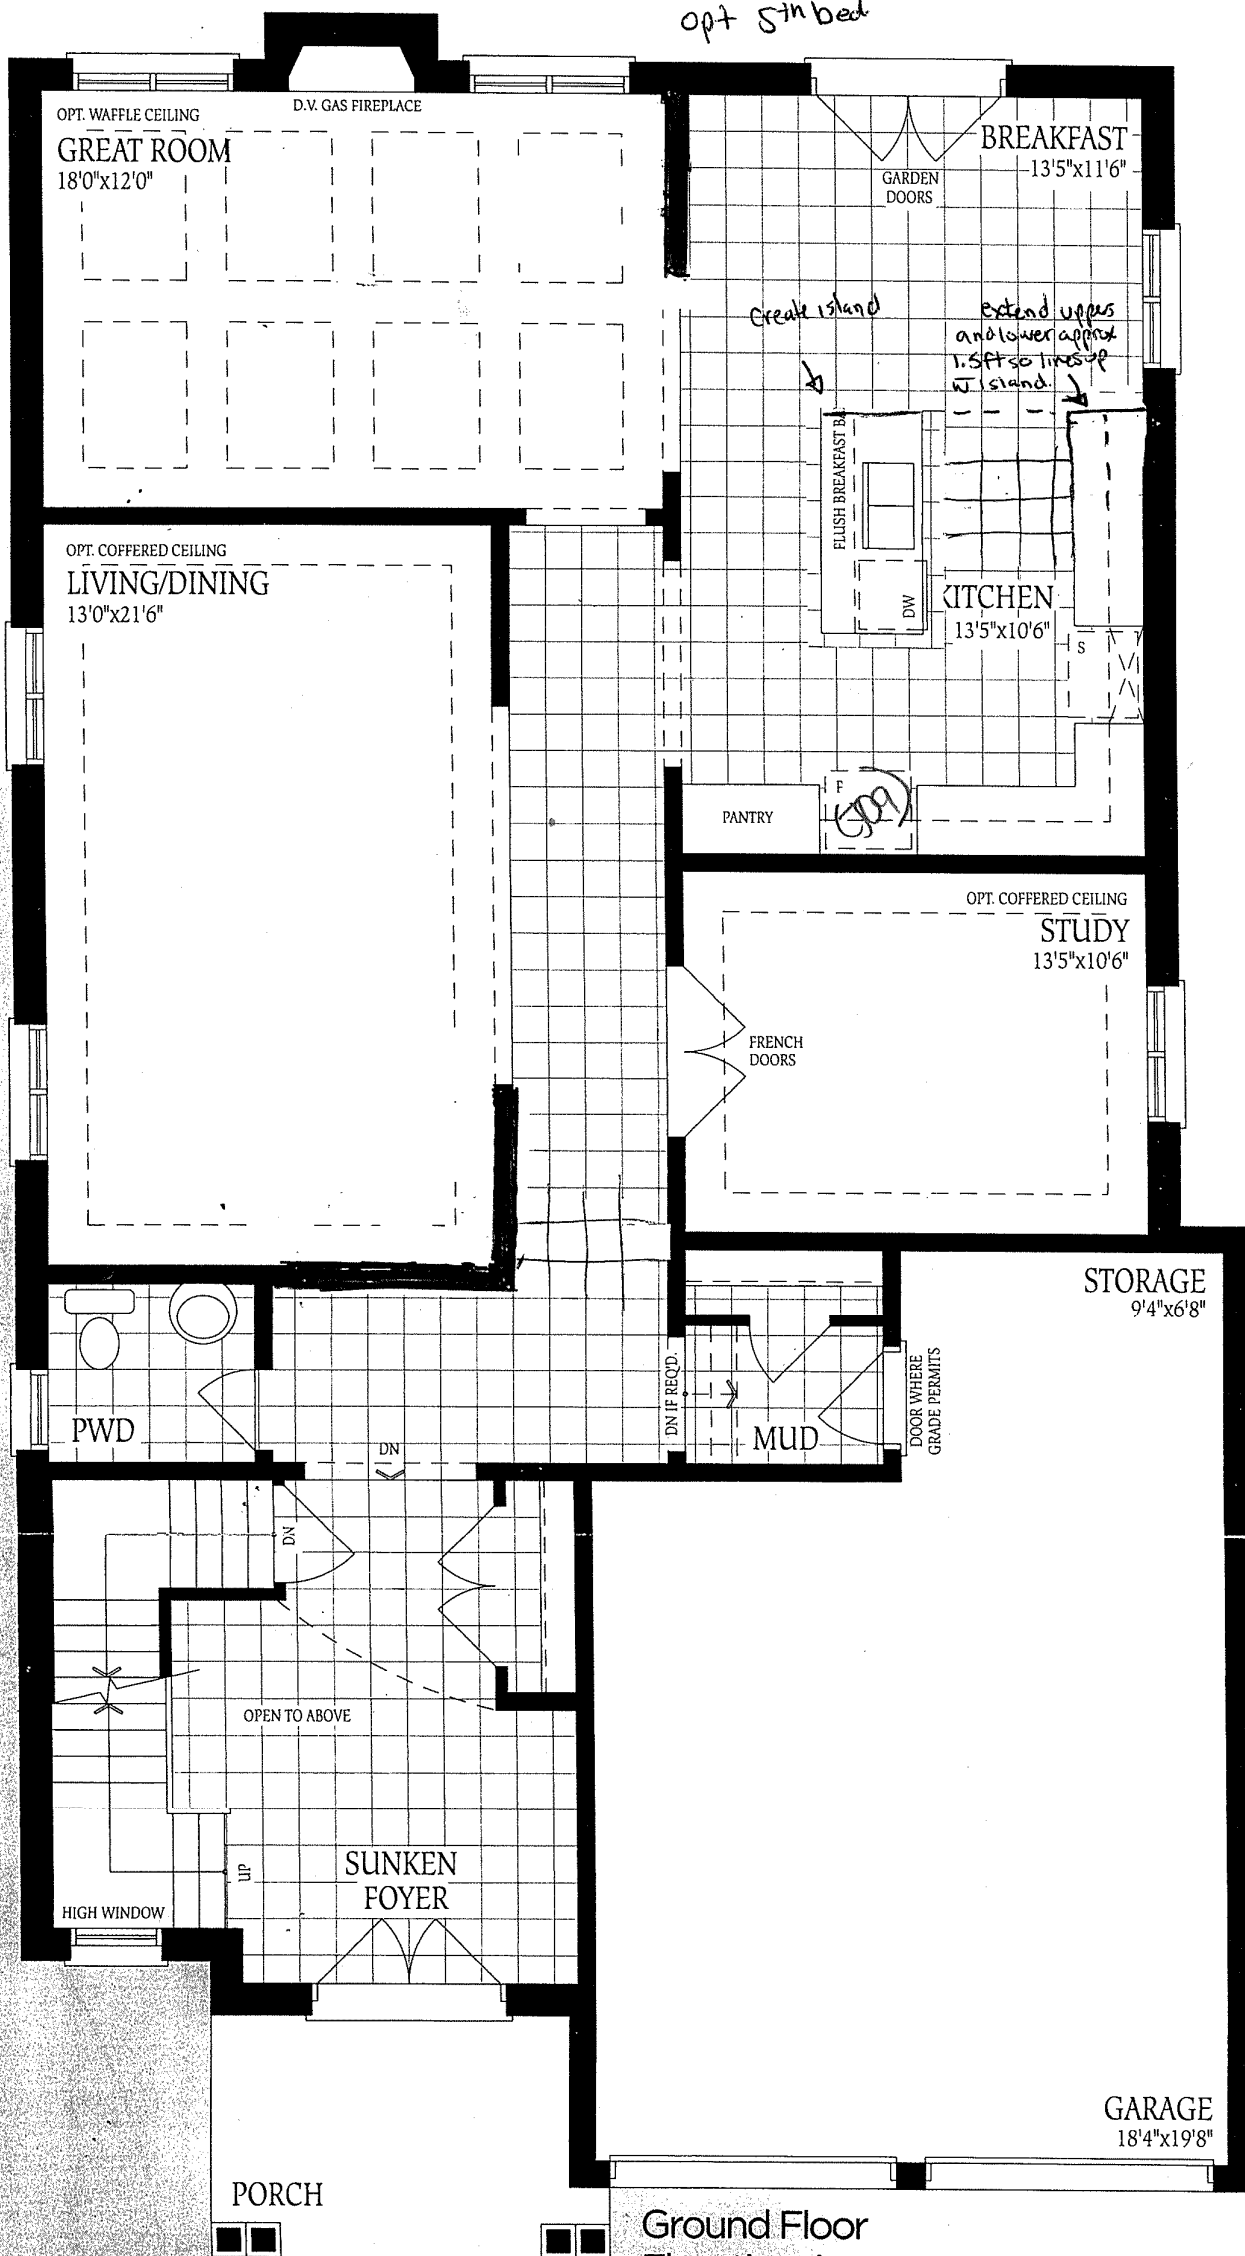 opt 5th bed
OPT. WAFFLE CEILING
GREAT ROOM
18'0"x12'0"
D.V. GAS FIREPLACE
BREAKFAST
13'5"x11'6"
GARDEN
DOORS
Create island
extend uppers
and lower approx
1.5ft so lines up
w island.
FLUSH BREAKFAST BA
DW
KITCHEN
13'5"x10'6"
S
OPT. COFFERED CEILING
LIVING/DINING
13'0"x21'6"
PANTRY
F
OPT. COFFERED CEILING
STUDY
13'5"x10'6"
FRENCH
DOORS
STORAGE
9'4"x6'8"
DN IF REQ'D.
DOOR WHERE
GRADE PERMITS
MUD
PWD
DN
DN
OPEN TO ABOVE
UP
SUNKEN
FOYER
HIGH WINDOW
GARAGE
18'4"x19'8"
PORCH
Ground Floor